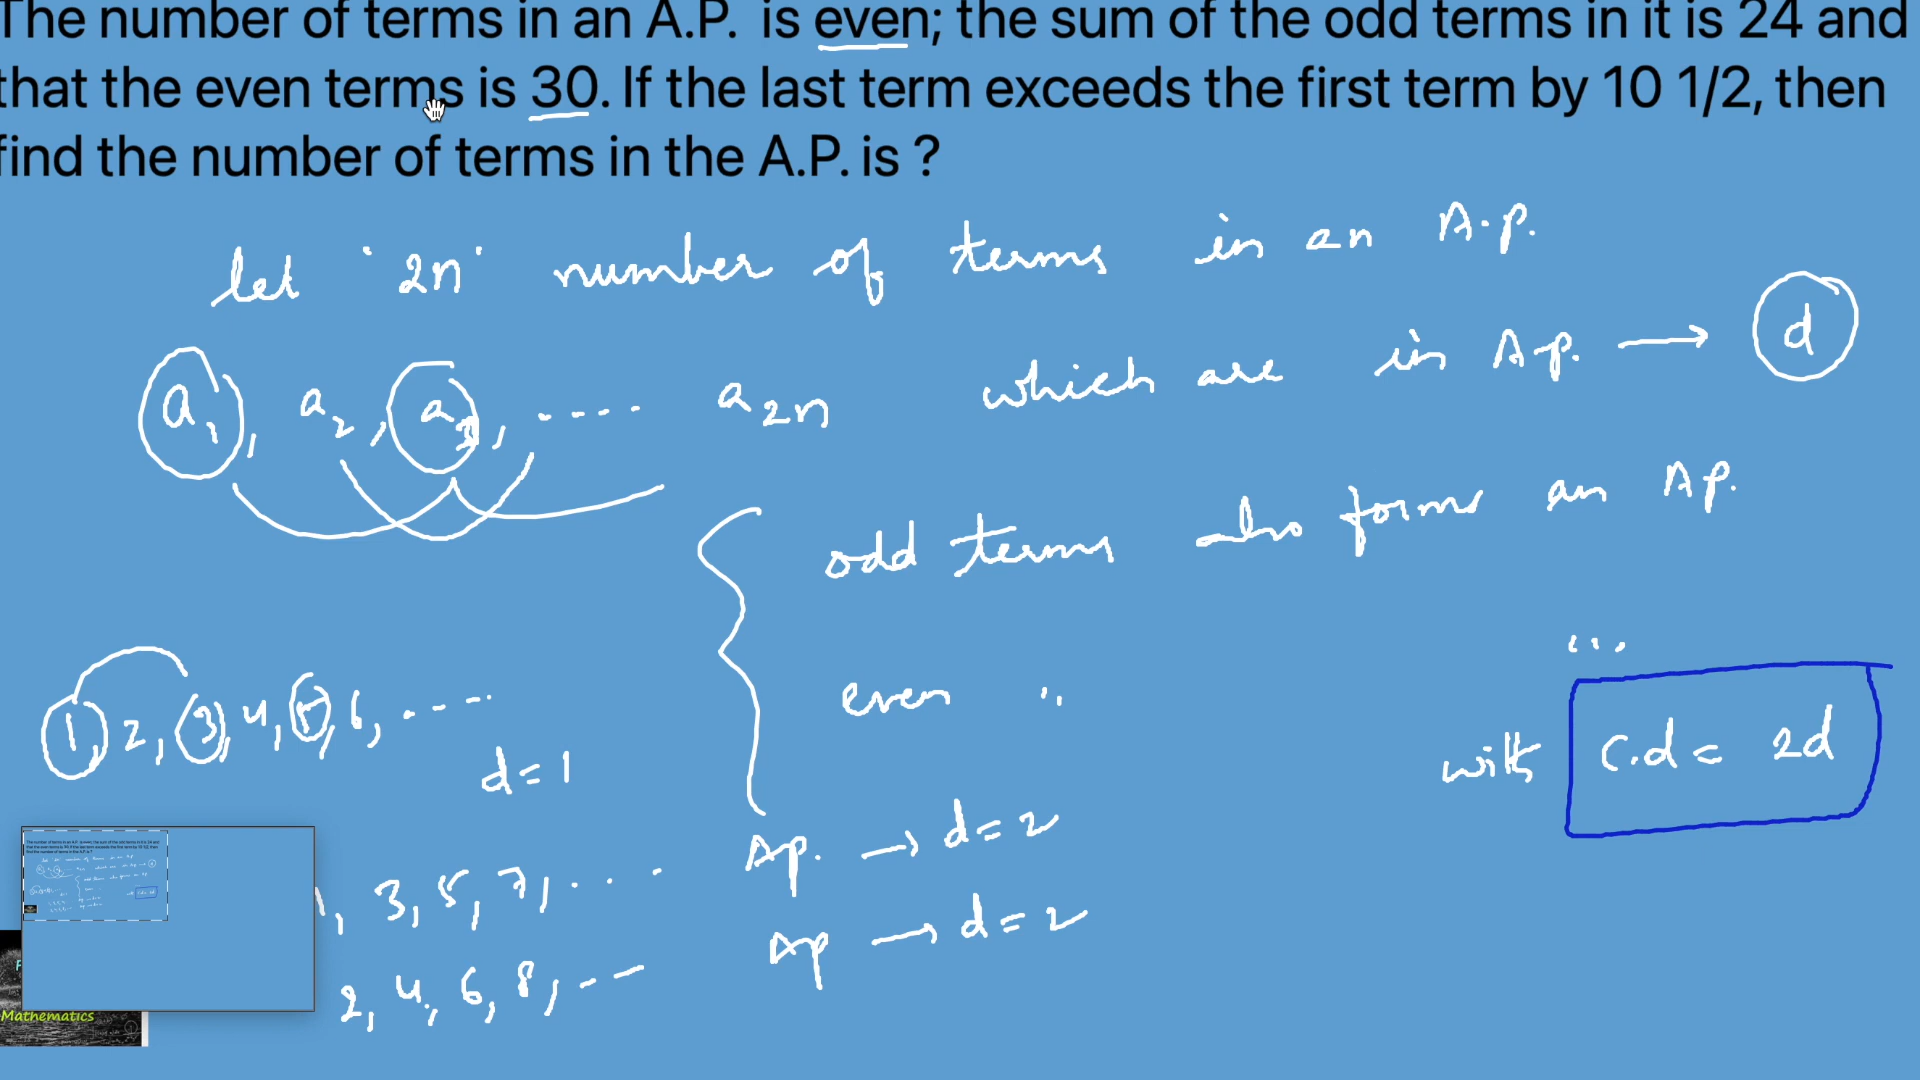 The number of terms in an A.P. is even; the sum of the odd terms in it is 24 and
that the even terms is 30. If the last term exceeds the first term by 10 1/2, then
find the number of terms in the A.P. is ?
let '2n' number of terms in an A.P.
a1, a2, a3, ..... a2n which are in A.p. → d
odd terms also forms an AP.
even ,, ...
1, 2, 3, 4, 5, 6, .... with C.d = 2d
d = 1
1, 3, 5, 7, .... Ap. → d = 2
2, 4, 6, 8, ... Ap → d = 2
Mathematics